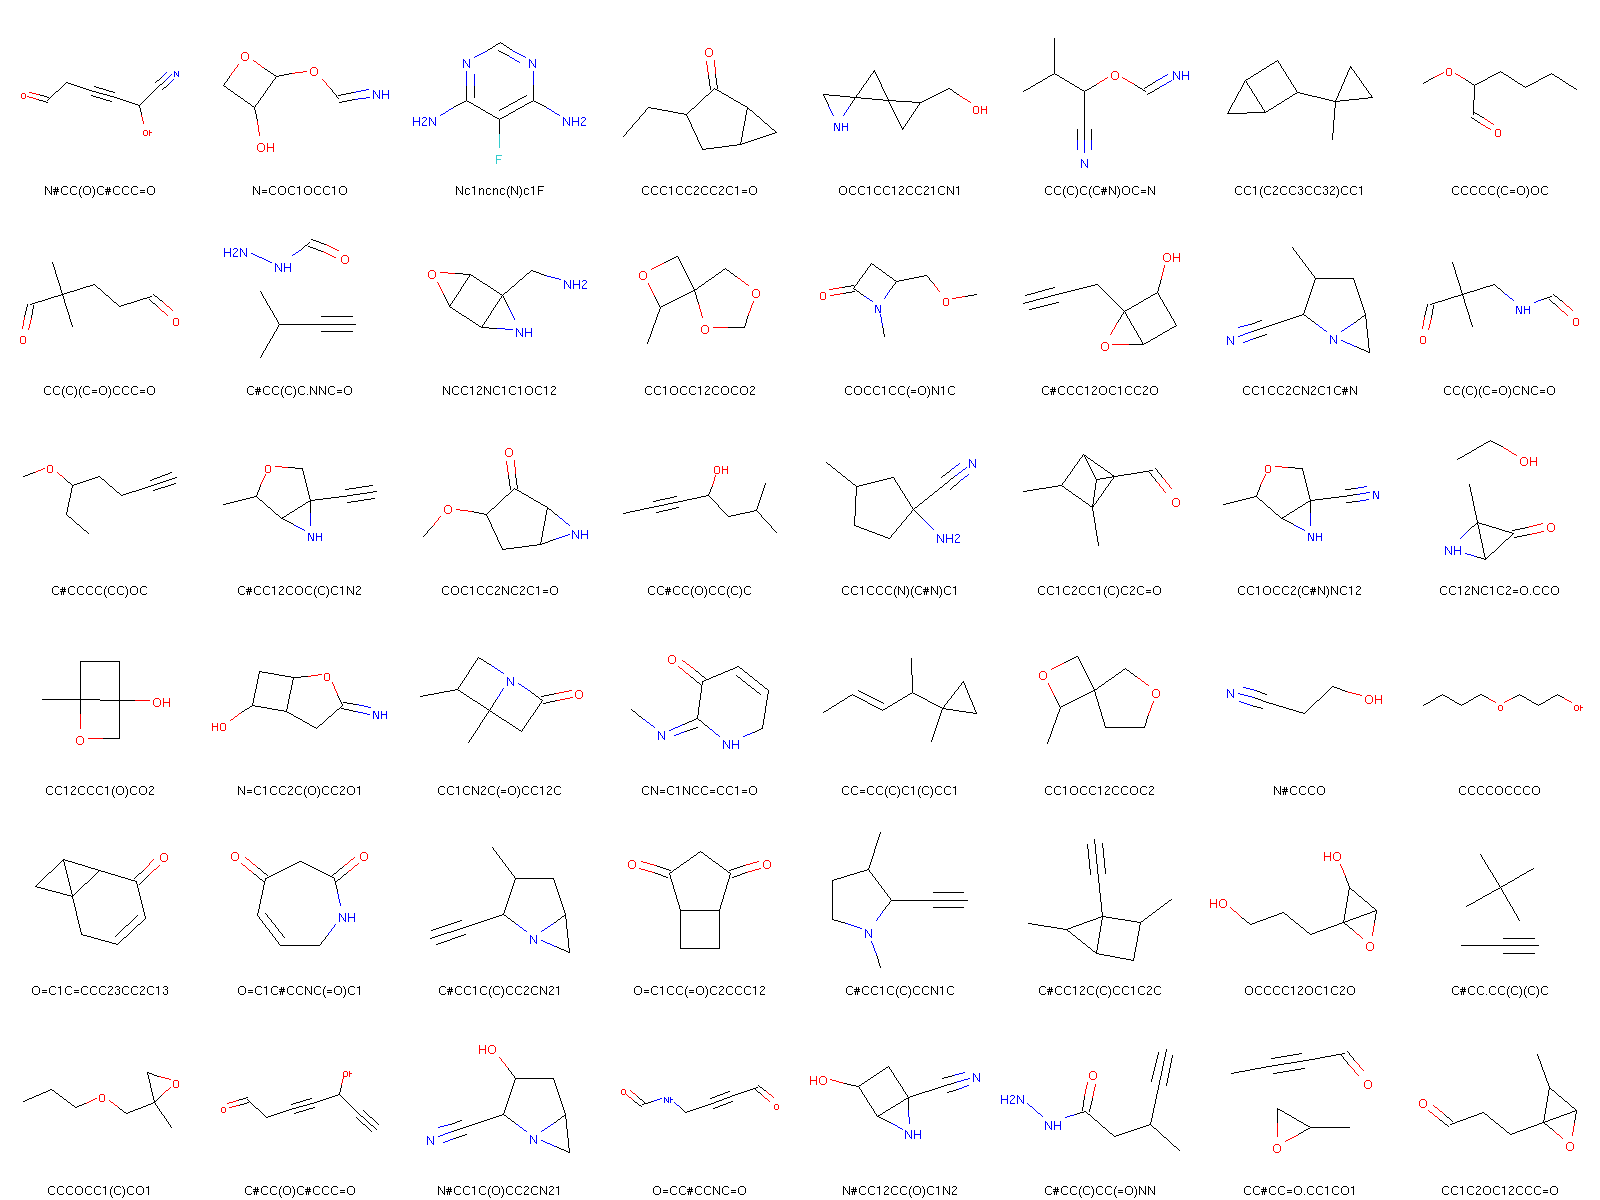 N#CC(O)C#CCC=O
N=COC1OCC1O
Nc1ncnc(N)c1F
CCC1CC2CC2C1=O
OCC1CC12CC21CN1
CC(C)C(C#N)OC=N
CC1(C2CC3CC32)CC1
CCCCC(C=O)OC
CC(C)(C=O)CCC=O
C#CC(C)C.NNC=O
NCC12NC1C1OC12
CC1OCC12COCO2
COCC1CC(=O)N1C
C#CCC12OC1CC2O
CC1CC2CN2C1C#N
CC(C)(C=O)CNC=O
C#CCCC(CC)OC
C#CC12COC(C)C1N2
COC1CC2NC2C1=O
CC#CC(O)CC(C)C
CC1CCC(N)(C#N)C1
CC1C2CC1(C)C2C=O
CC1OCC2(C#N)NC12
CC12NC1C2=O.CCO
CC12CCC1(O)CO2
N=C1CC2C(O)CC2O1
CC1CN2C(=O)CC12C
CN=C1NCC=CC1=O
CC=CC(C)C1(C)CC1
CC1OCC12CCOC2
N#CCCO
CCCCOCCCO
O=C1C=CCC23CC2C13
O=C1C#CCNC(=O)C1
C#CC1C(C)CC2CN21
O=C1CC(=O)C2CCC12
C#CC1C(C)CCN1C
C#CC12C(C)CC1C2C
OCCCC12OC1C2O
C#CC.CC(C)(C)C
CCCOCC1(C)CO1
C#CC(O)C#CCC=O
N#CC1C(O)CC2CN21
O=CC#CCNC=O
N#CC12CC(O)C1N2
C#CC(C)CC(=O)NN
CC#CC=O.CC1CO1
CC1C2OC12CCC=O